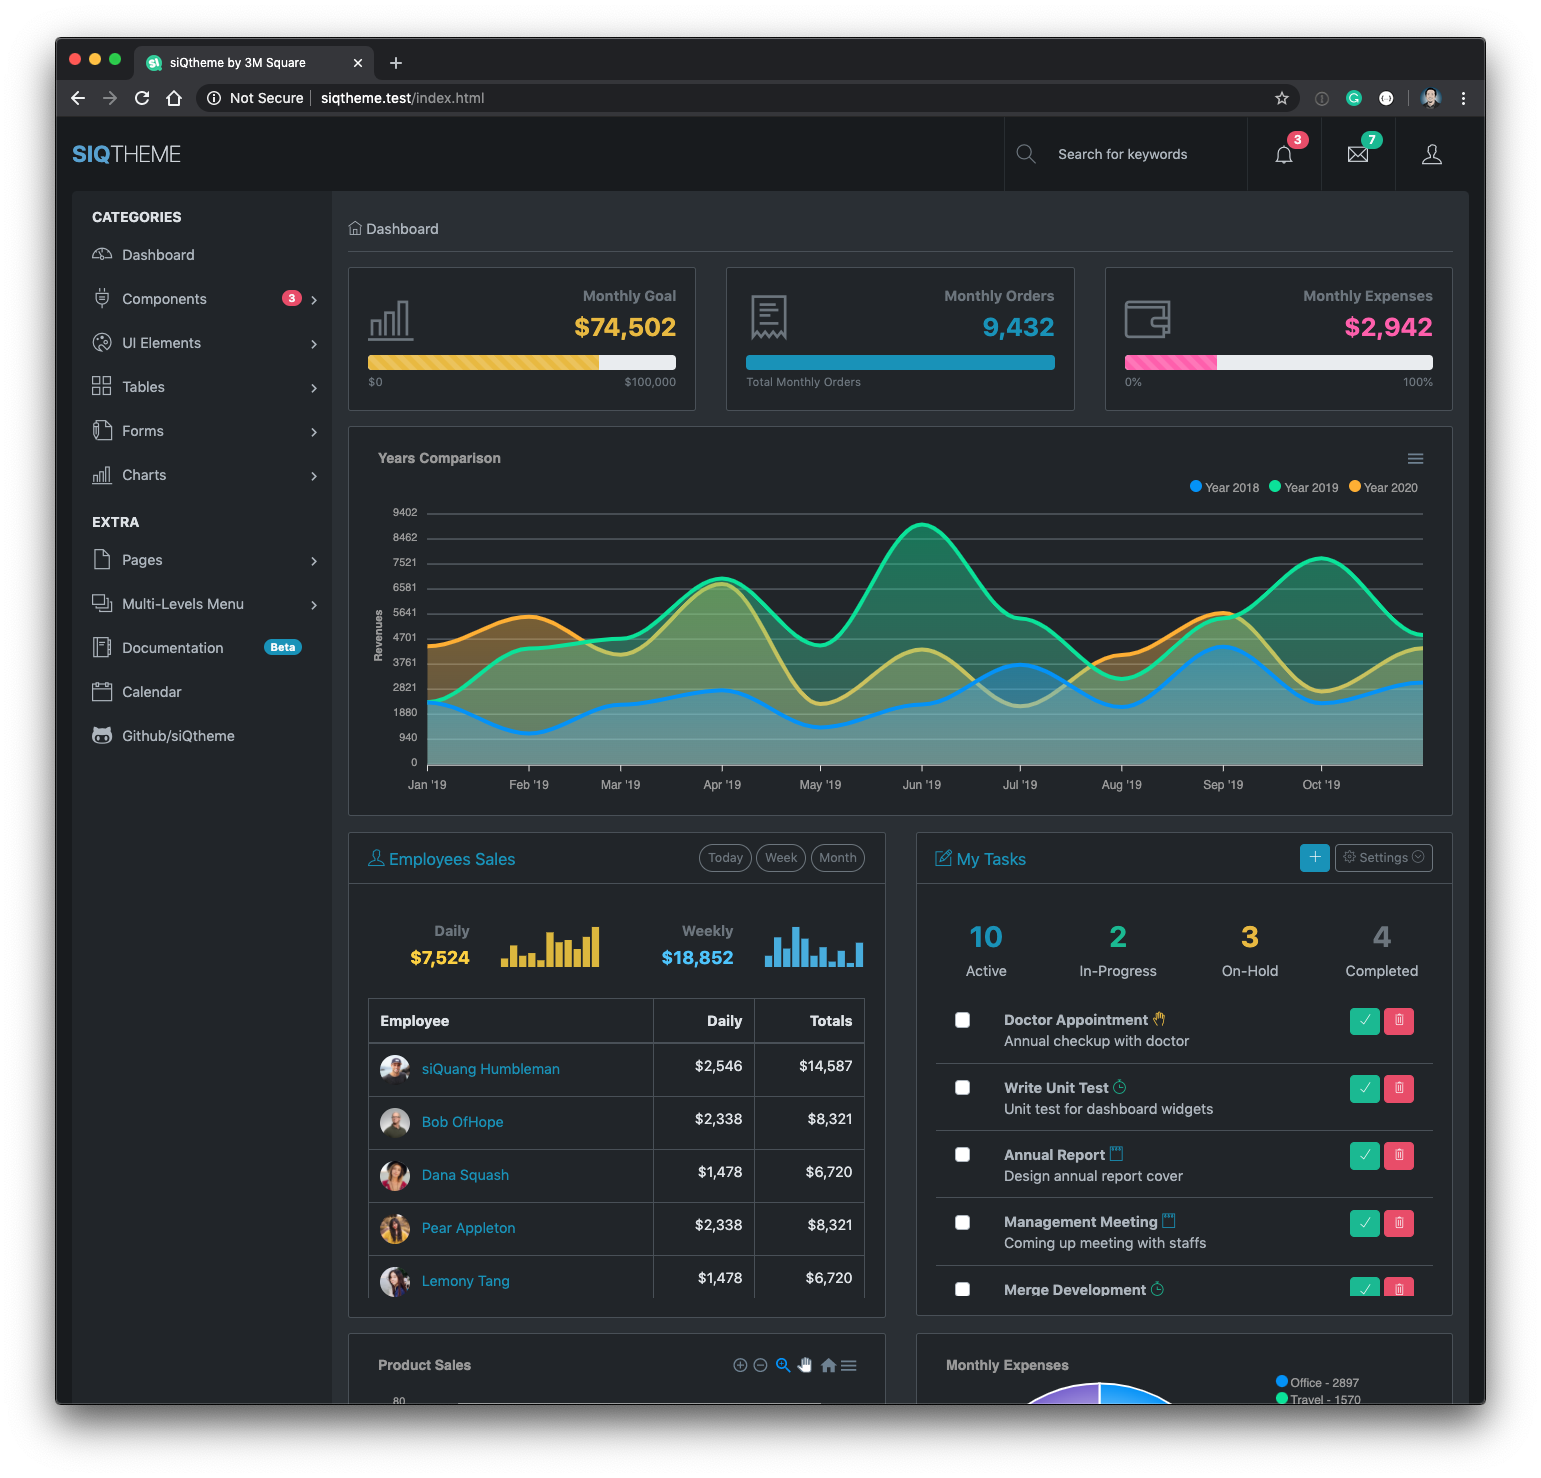 siQtheme by 3M Square
Not Secure siqtheme.test/index.html
SIQTHEME
Search for keywords
3
7
CATEGORIES
Dashboard
Components 3
UI Elements
Tables
Forms
Charts
EXTRA
Pages
Multi-Levels Menu
Documentation Beta
Calendar
Github/siQtheme
Dashboard
Monthly Goal
$74,502
$0 $100,000
Monthly Orders
9,432
Total Monthly Orders
Monthly Expenses
$2,942
0% 100%
Years Comparison
Year 2018 Year 2019 Year 2020
Revenues
9402
8462
7521
6581
5641
4701
3761
2821
1880
940
0
Jan '19 Feb '19 Mar '19 Apr '19 May '19 Jun '19 Jul '19 Aug '19 Sep '19 Oct '19
Employees Sales
Today Week Month
Daily
$7,524
Weekly
$18,852
Employee Daily Totals
siQuang Humbleman $2,546 $14,587
Bob OfHope $2,338 $8,321
Dana Squash $1,478 $6,720
Pear Appleton $2,338 $8,321
Lemony Tang $1,478 $6,720
My Tasks
+ Settings
10 2 3 4
Active In-Progress On-Hold Completed
Doctor Appointment
Annual checkup with doctor
Write Unit Test
Unit test for dashboard widgets
Annual Report
Design annual report cover
Management Meeting
Coming up meeting with staffs
Merge Development
Product Sales
80
Monthly Expenses
Office - 2897
Travel - 1570